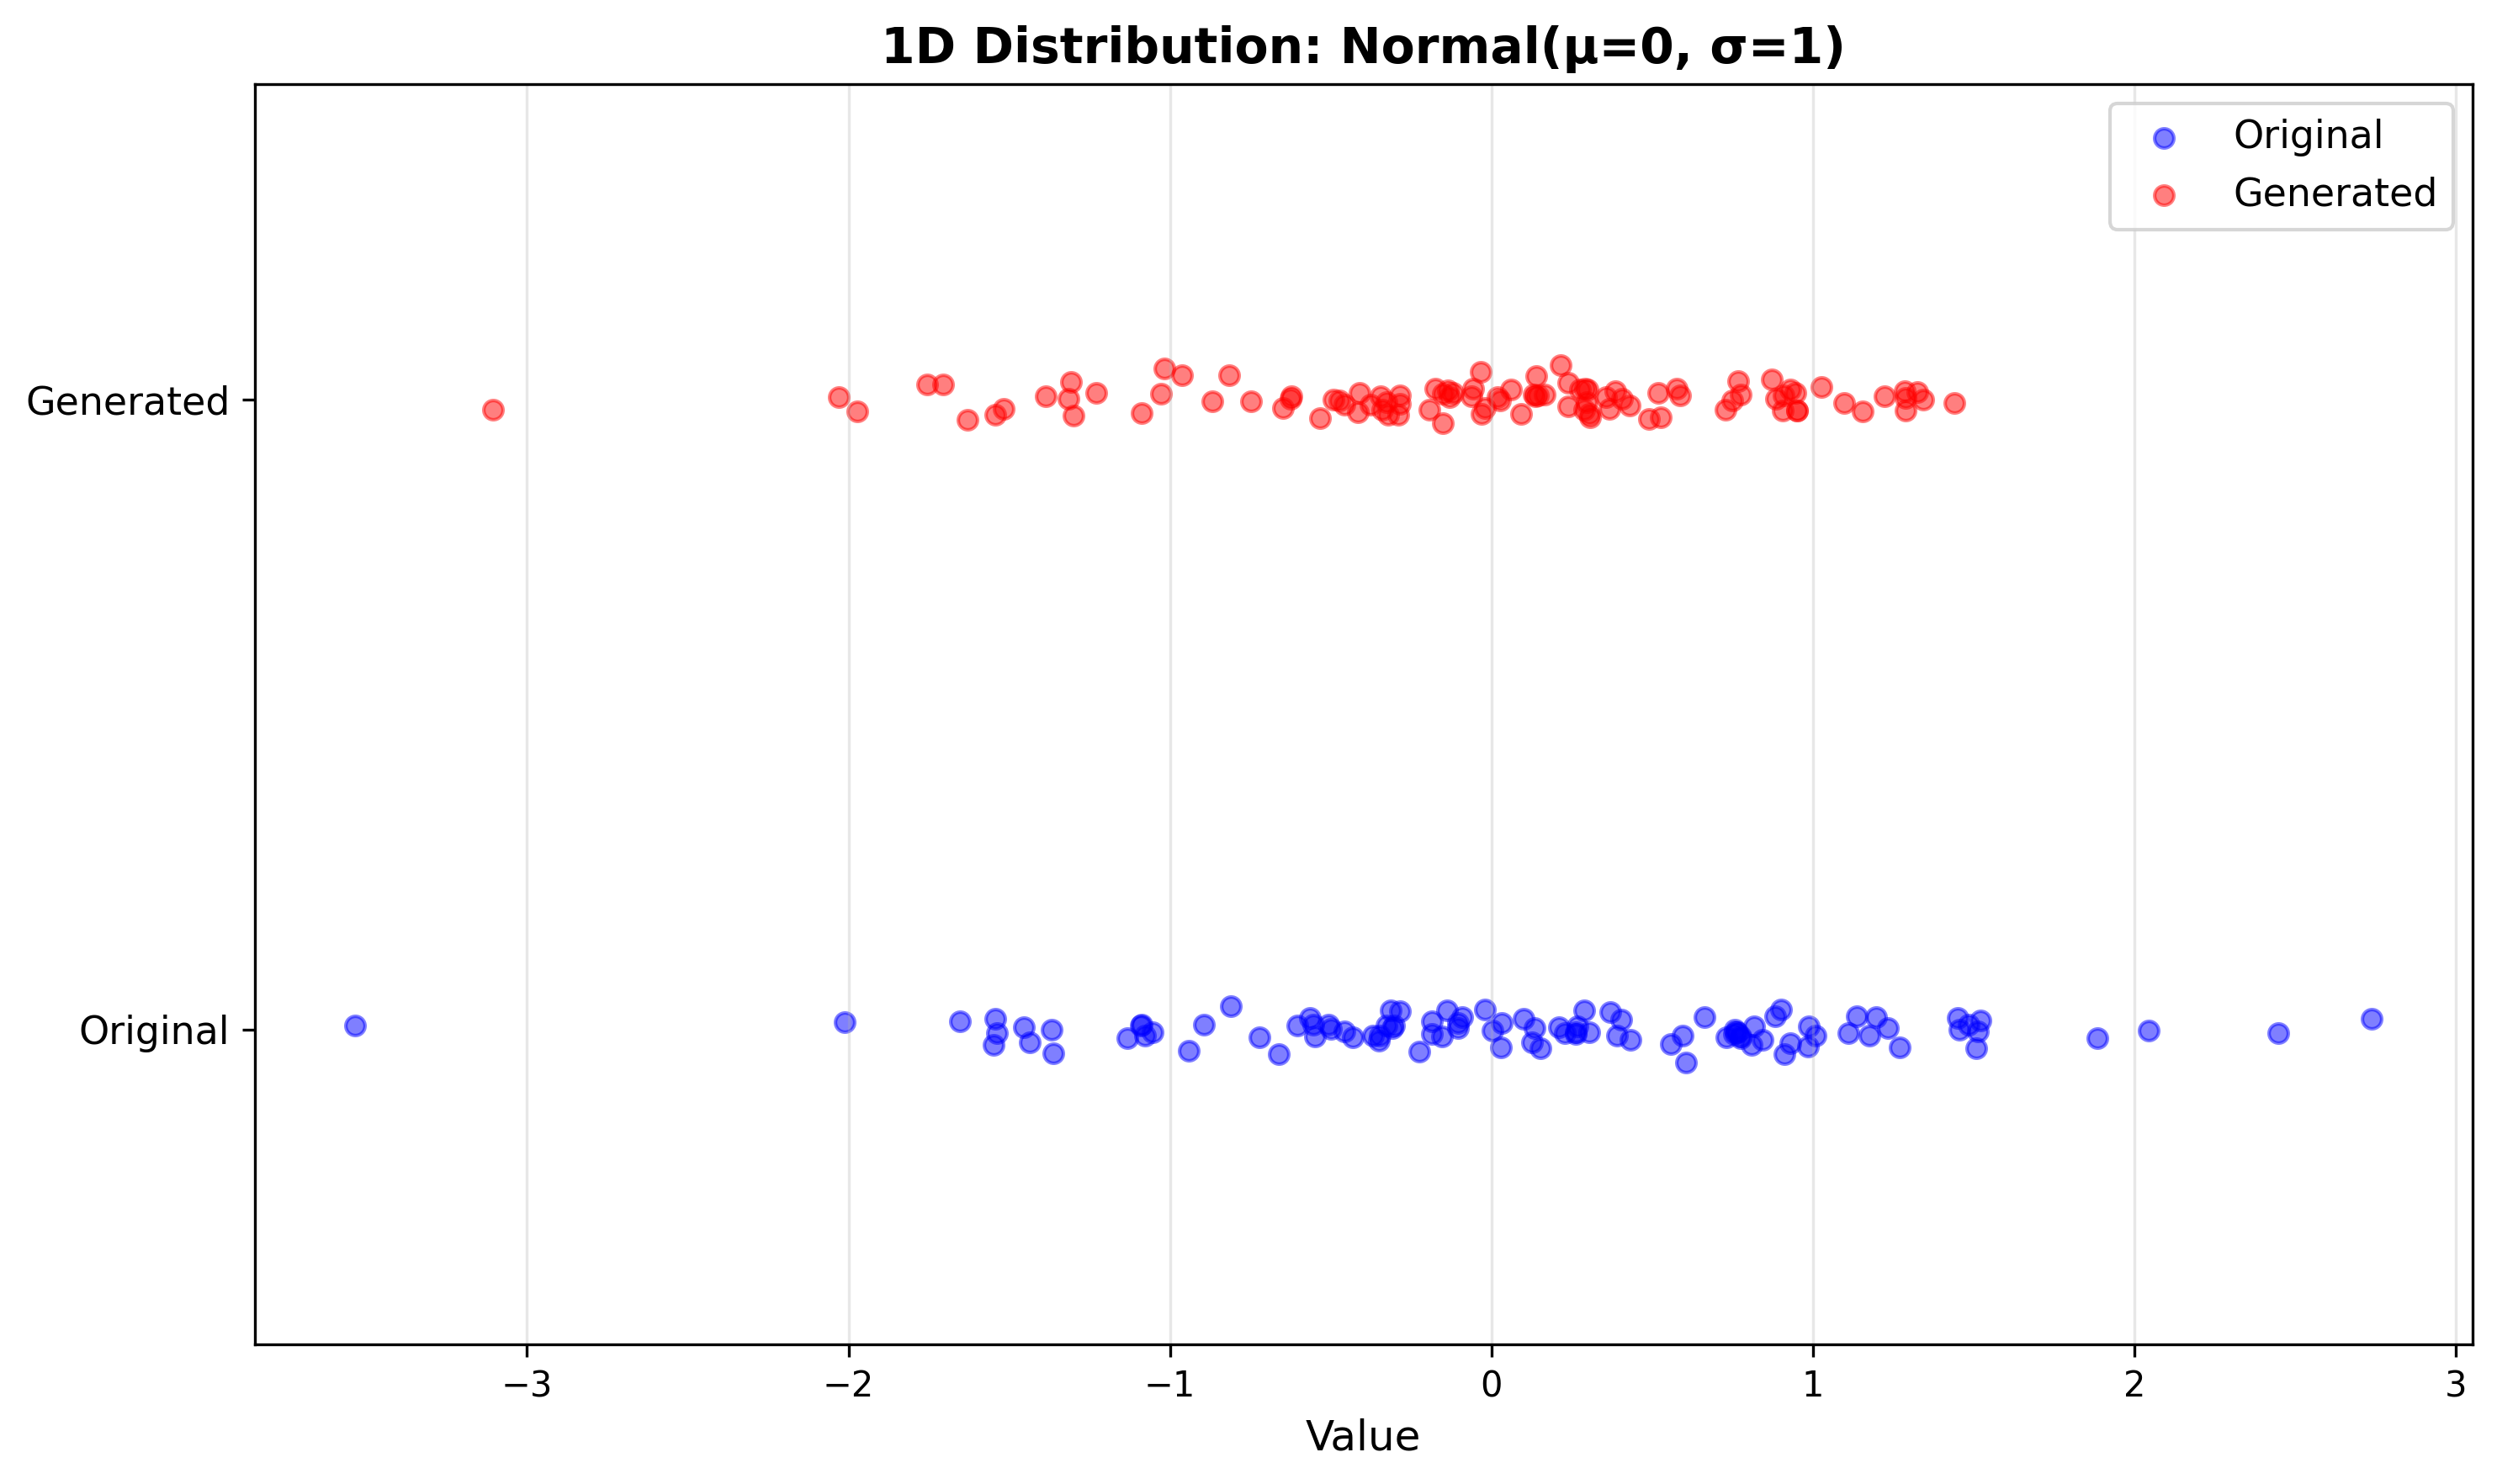 1D Distribution: Normal(μ=0, σ=1)
Original
Generated
Generated
Original
−3 −2 −1 0 1 2 3
Value